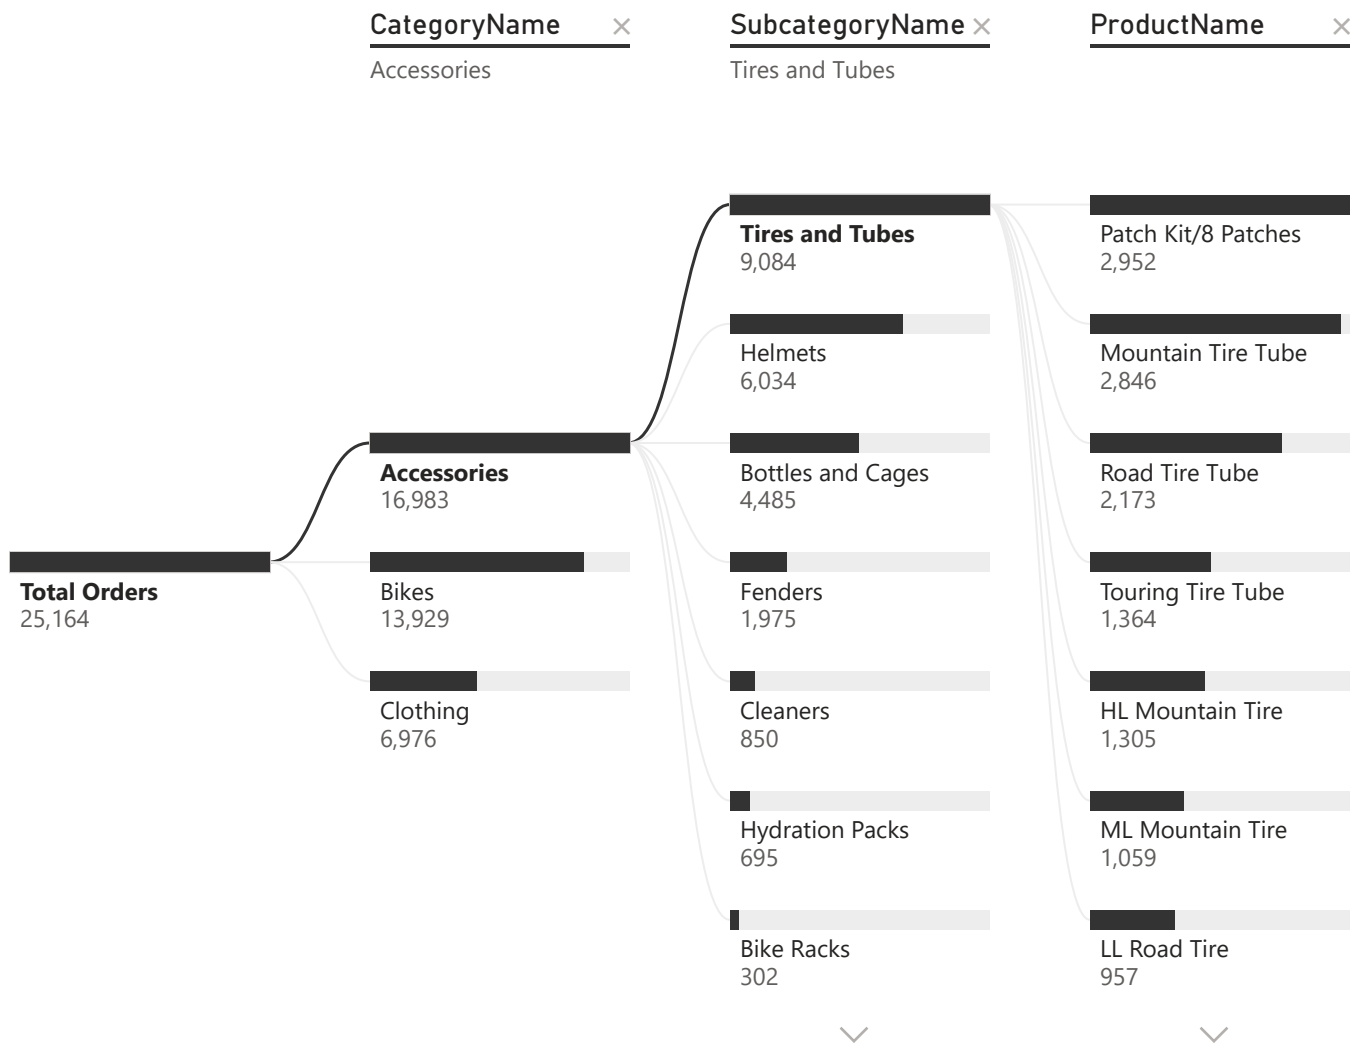 CategoryName
Accessories
SubcategoryName
Tires and Tubes
ProductName
Total Orders
25,164
Accessories
16,983
Bikes
13,929
Clothing
6,976
Tires and Tubes
9,084
Helmets
6,034
Bottles and Cages
4,485
Fenders
1,975
Cleaners
850
Hydration Packs
695
Bike Racks
302
Patch Kit/8 Patches
2,952
Mountain Tire Tube
2,846
Road Tire Tube
2,173
Touring Tire Tube
1,364
HL Mountain Tire
1,305
ML Mountain Tire
1,059
LL Road Tire
957